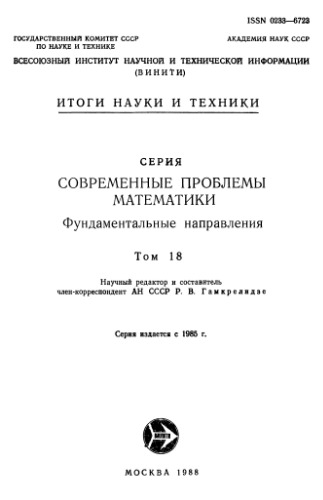 ISSN 0233—6723
ГОСУДАРСТВЕННЫЙ КОМИТЕТ СССР
ПО НАУКЕ И ТЕХНИКЕ
АКАДЕМИЯ НАУК СССР
ВСЕСОЮЗНЫЙ ИНСТИТУТ НАУЧНОЙ И ТЕХНИЧЕСКОЙ ИНФОРМАЦИИ
(ВИНИТИ)
ИТОГИ НАУКИ И ТЕХНИКИ
СЕРИЯ
СОВРЕМЕННЫЕ ПРОБЛЕМЫ
МАТЕМАТИКИ
Фундаментальные направления
Том 18
Научный редактор и составитель
член-корреспондент АН СССР Р. В. Гамкрелидзе
Серия издается с 1985 г.
ВИНИТИ
МОСКВА 1988